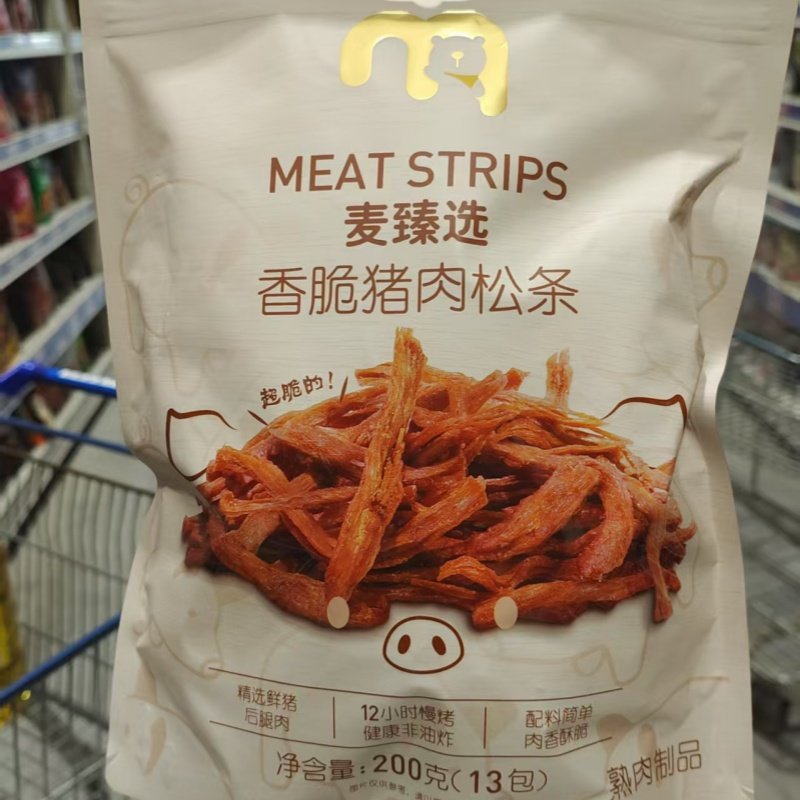 MEAT STRIPS
麦臻选
香脆猪肉松条
超脆的！
精选鲜猪
后腿肉
12小时慢烤
健康非油炸
配料简单
肉香酥脆
净含量：200克（13包）
熟肉制品